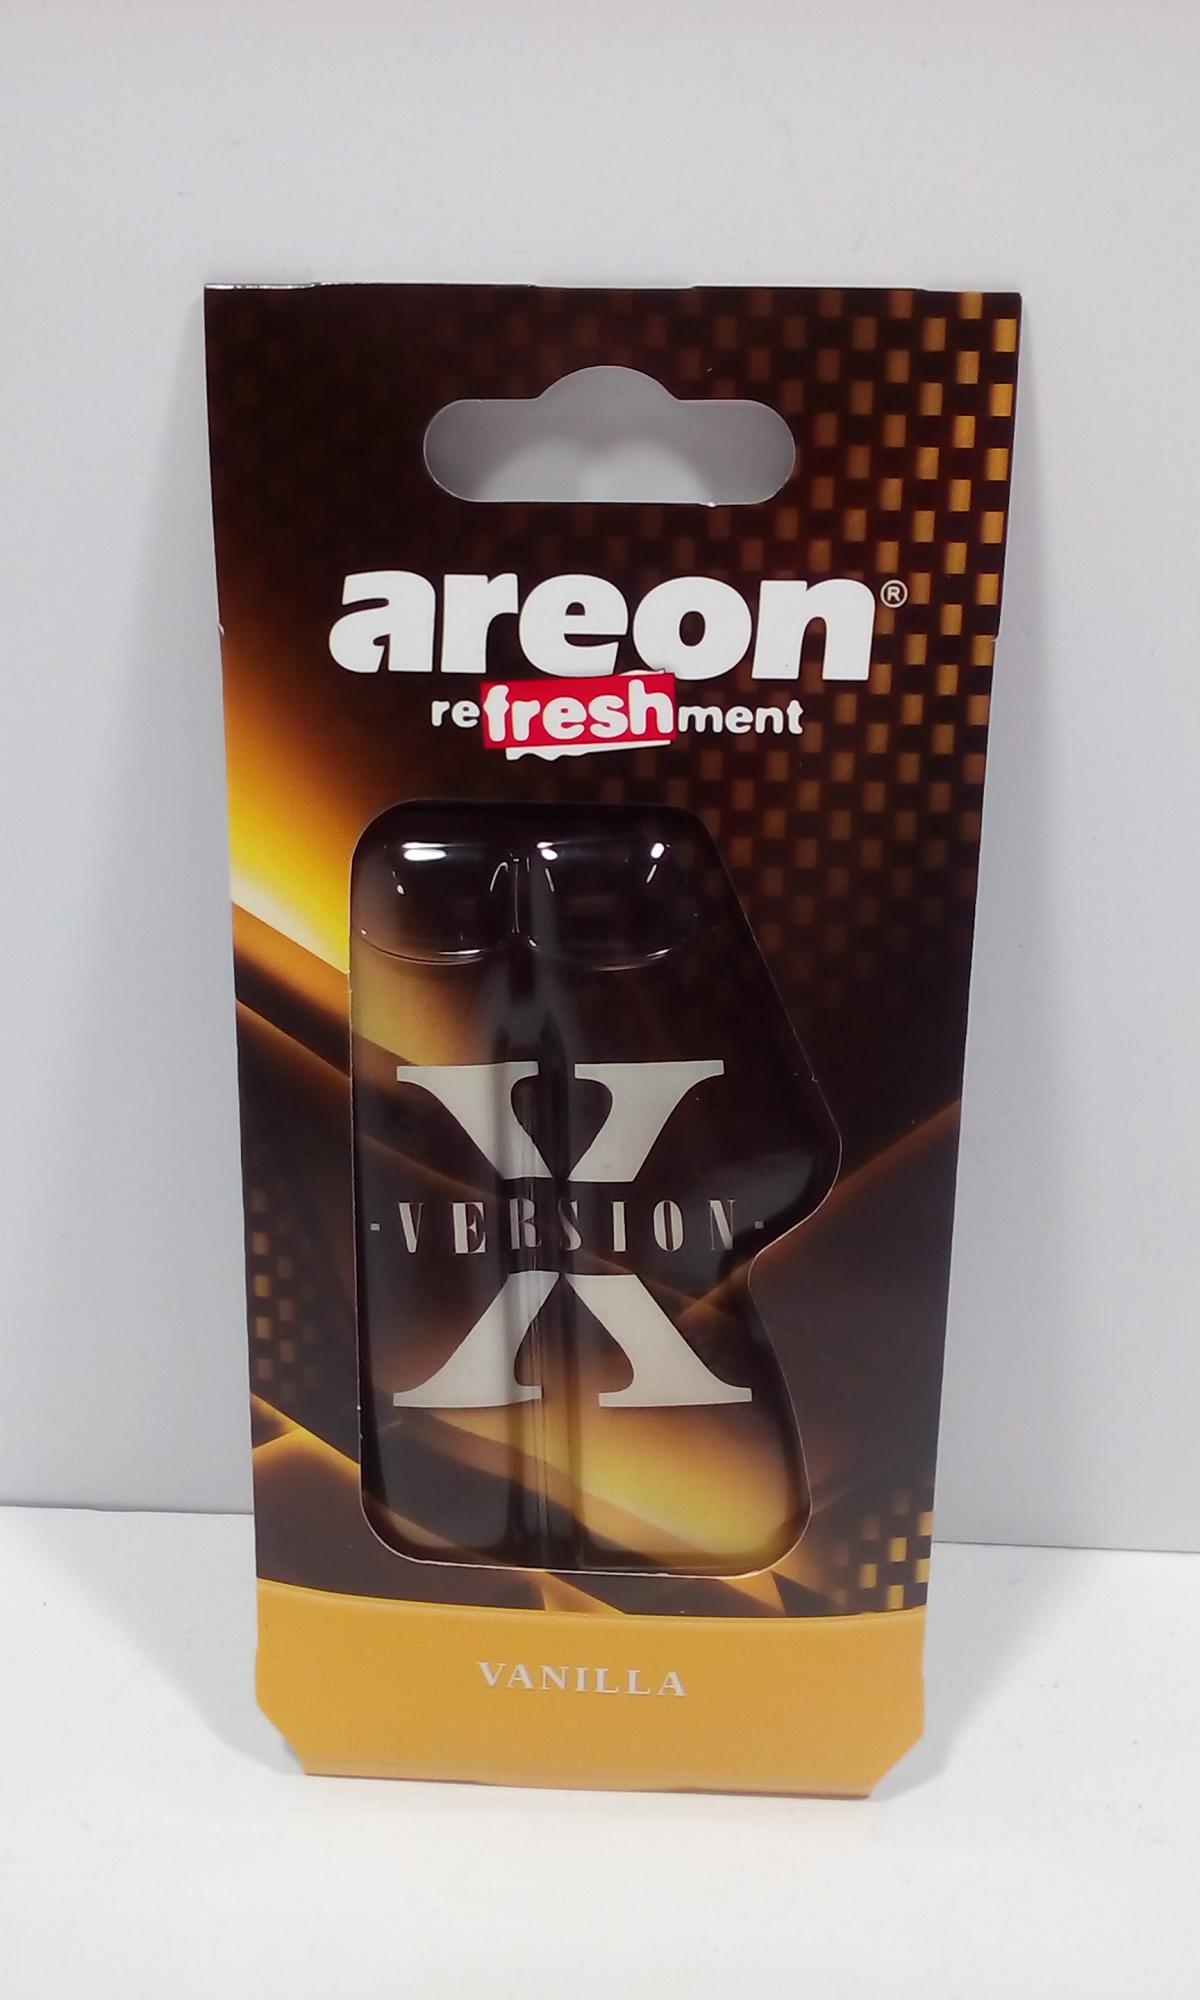 areon®
refreshment
X
·VERSION·
VANILLA